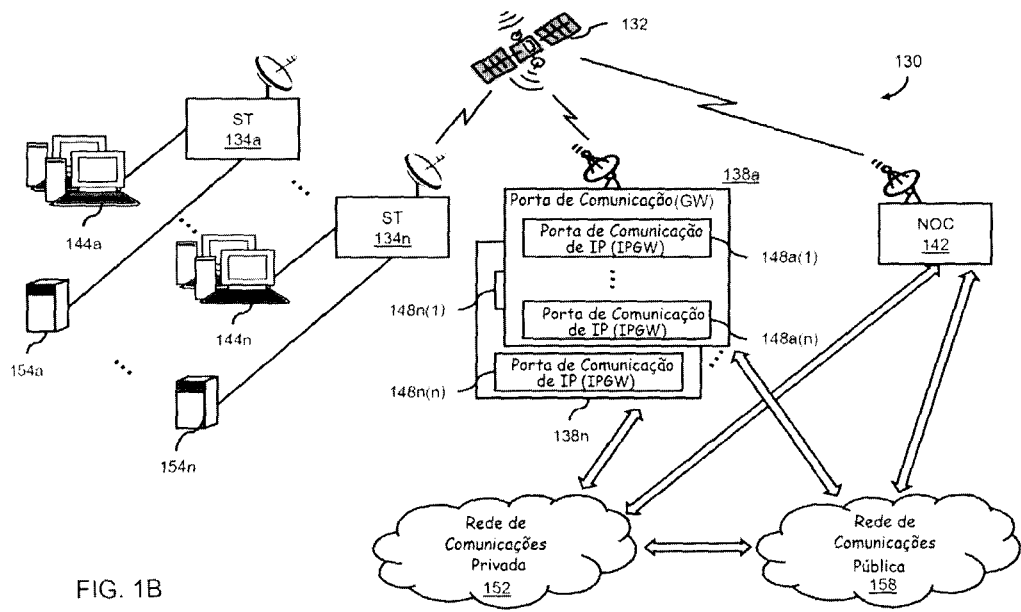 132
130
ST
134a
144a
ST
134n
138a
Porta de Comunicação (GW)
Porta de Comunicação
de IP (IPGW)
148a(1)
NOC
142
148n(1)
Porta de Comunicação
de IP (IPGW)
148a(n)
144n
154a
148n(n)
Porta de Comunicação
de IP (IPGW)
138n
154n
Rede de
Comunicações
Privada
152
Rede de
Comunicações
Pública
158
FIG. 1B